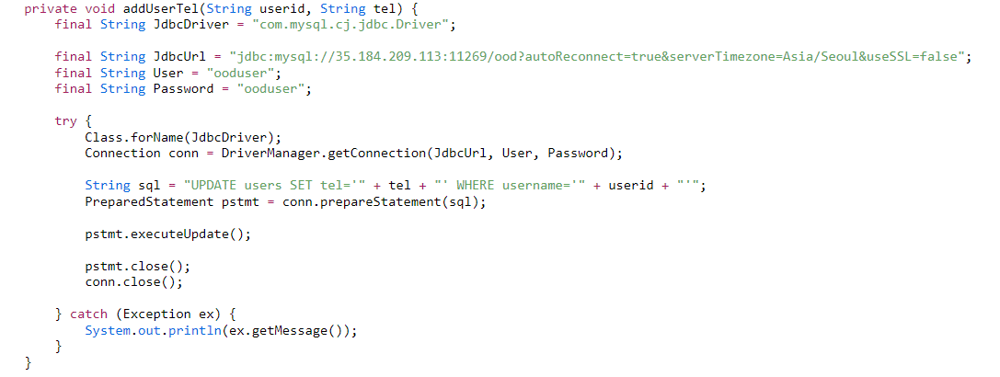 private void addUserTel(String userid, String tel) {
    final String JdbcDriver = "com.mysql.cj.jdbc.Driver";

    final String JdbcUrl = "jdbc:mysql://35.184.209.113:11269/ood?autoReconnect=true&serverTimezone=Asia/Seoul&useSSL=false";
    final String User = "ooduser";
    final String Password = "ooduser";

    try {
        Class.forName(JdbcDriver);
        Connection conn = DriverManager.getConnection(JdbcUrl, User, Password);

        String sql = "UPDATE users SET tel='" + tel + "' WHERE username='" + userid + "'";
        PreparedStatement pstmt = conn.prepareStatement(sql);

        pstmt.executeUpdate();

        pstmt.close();
        conn.close();

    } catch (Exception ex) {
        System.out.println(ex.getMessage());
    }
}